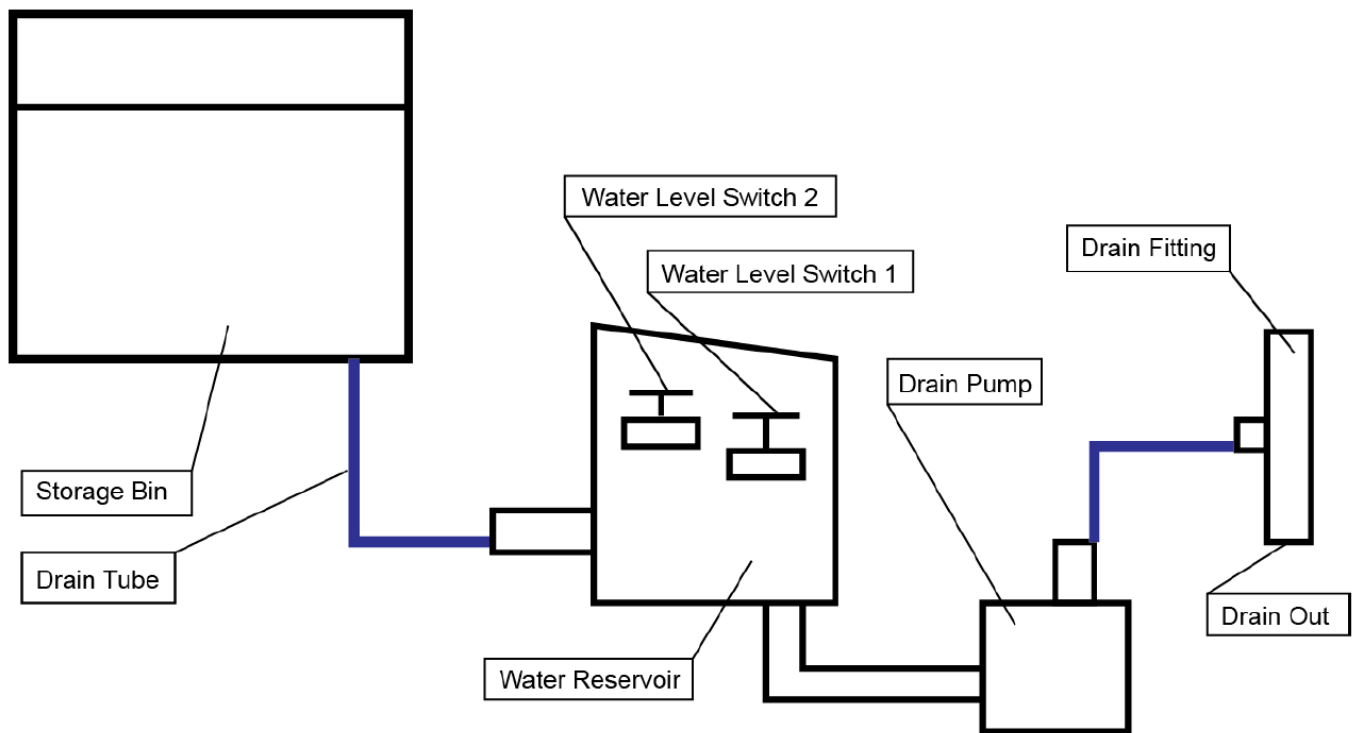 Water Level Switch 2
Water Level Switch 1
Drain Fitting
Drain Pump
Storage Bin
Drain Tube
Drain Out
Water Reservoir